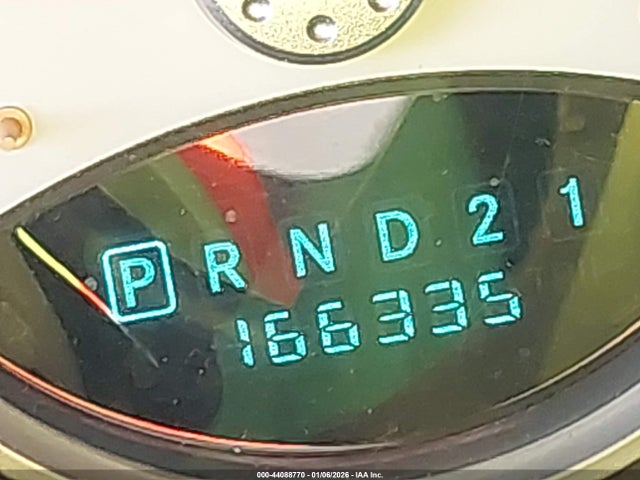 P R N D 2 1
166335
000-44088770 - 01/06/2026 - IAA Inc.